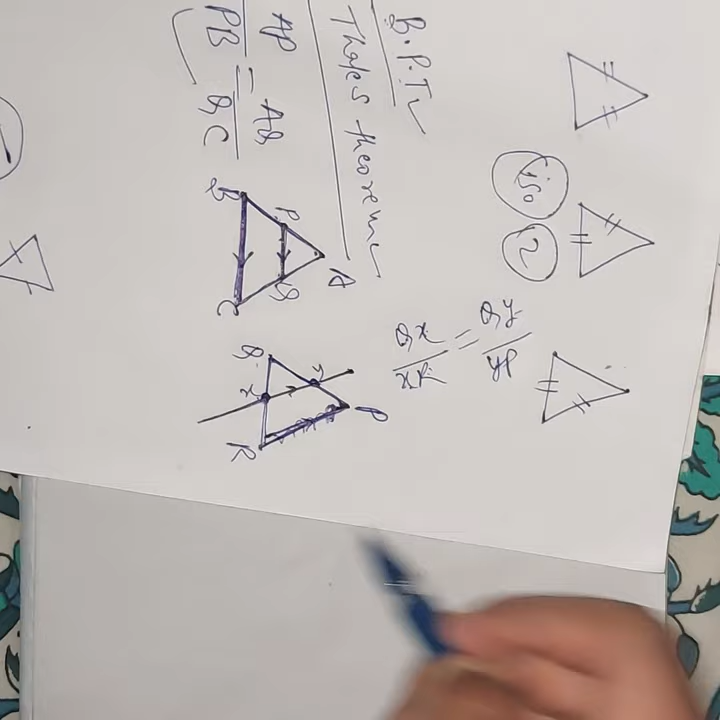 B.P.T
Thales theorem
AP/PB = AQ/QC
A
P
Q
B
C
iso
2
Qx/xR = Qy/yP
Q
y
x
P
R